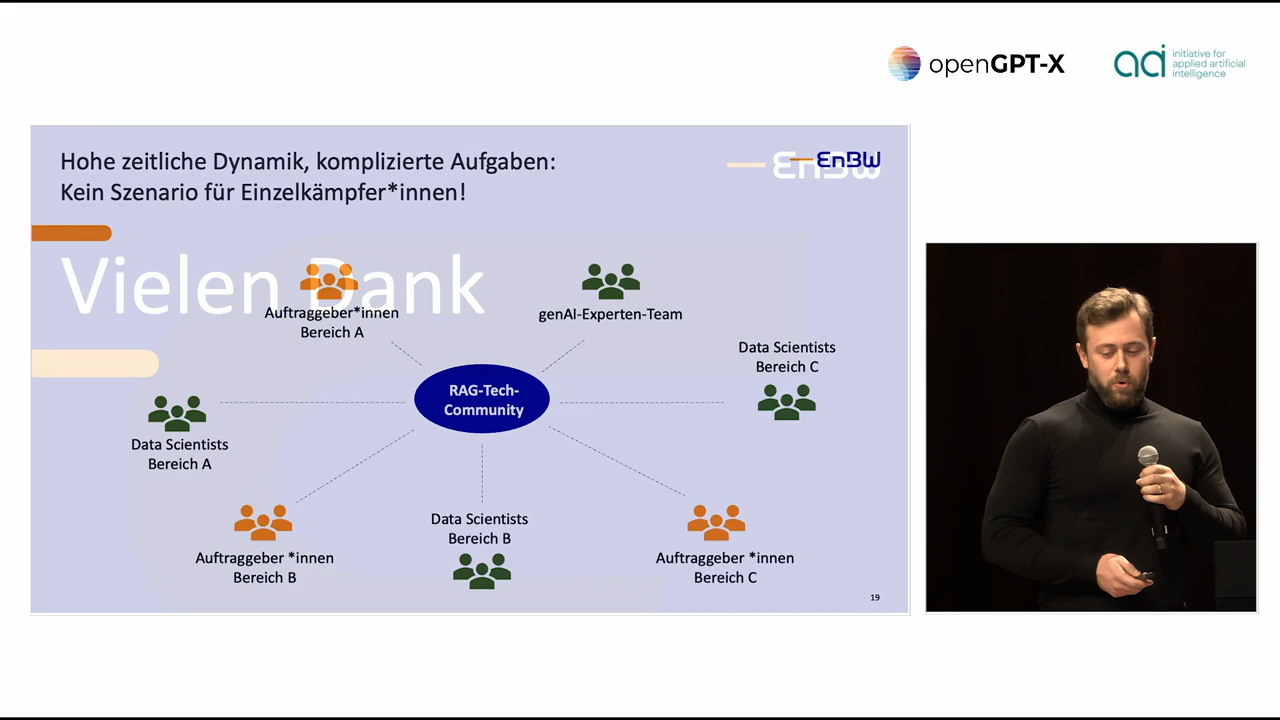 openGPT-X
initiative for
applied artificial
intelligence
Hohe zeitliche Dynamik, komplizierte Aufgaben:
Kein Szenario für Einzelkämpfer*innen!
EnBW
EnBW
Vielen Dank
Auftraggeber*innen
Bereich A
genAI-Experten-Team
Data Scientists
Bereich C
RAG-Tech-
Community
Data Scientists
Bereich A
Data Scientists
Bereich B
Auftraggeber *innen
Bereich B
Auftraggeber *innen
Bereich C
19